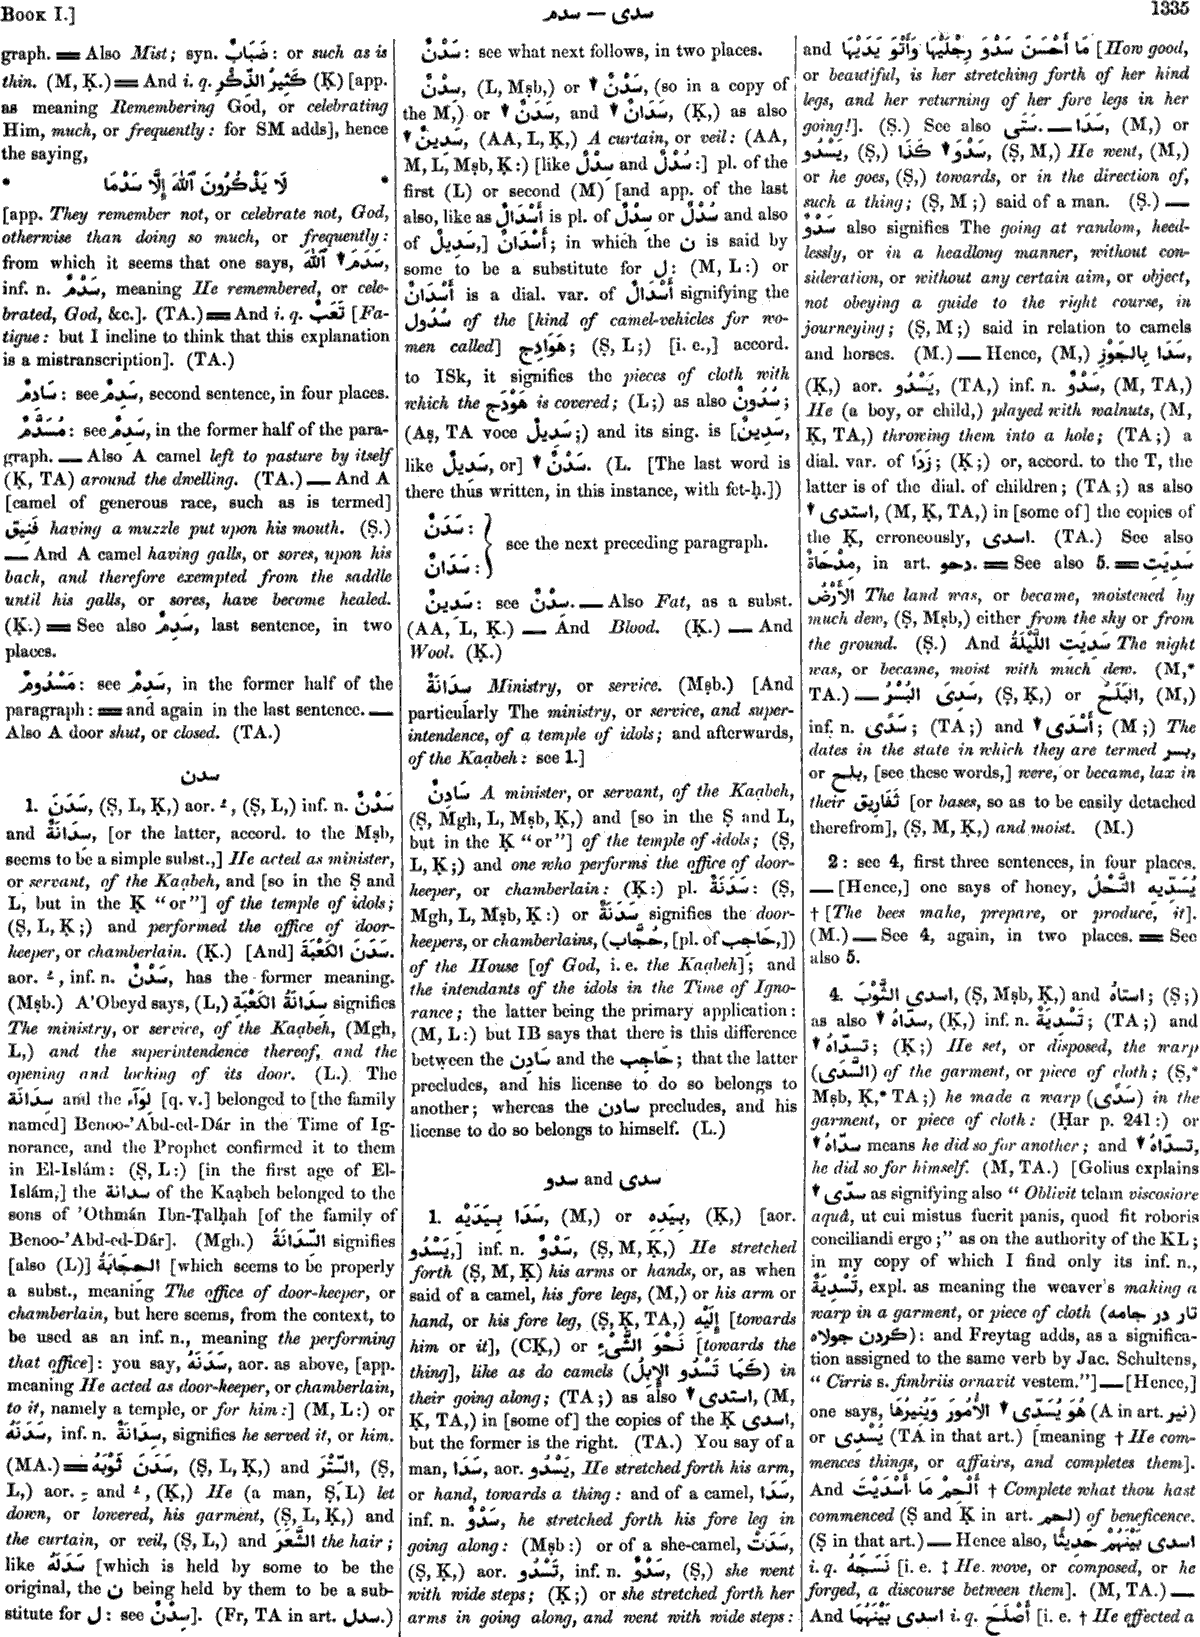 BOOK I.]
سدى — سدم
1335
graph. ═ Also Mist; syn. ضَبَابٌ: or such as is
thin. (M, Ḳ.) ═ And i. q. كَثِيرُ الذِّكْرِ (Ḳ) [app.
as meaning Remembering God, or celebrating
Him, much, or frequently: for SM adds], hence
the saying,
* لَا يَذْكُرُونَ ٱللّٰهَ إِلَّا سَدْمَا *
[app. They remember not, or celebrate not, God,
otherwise than doing so much, or frequently:
from which it seems that one says, سَدَمَ ▼ ٱللّٰهَ,
inf. n. سَدْمٌ, meaning He remembered, or cele-
brated, God, &c.]. (TA.) ═ And i. q. تَعَبٌ [Fa-
tigue: but I incline to think that this explanation
is a mistranscription]. (TA.)
سَادِمٌ: see سَدِمٌ, second sentence, in four places.
مُسَدَّمٌ: see سَدِمٌ, in the former half of the para-
graph. — Also A camel left to pasture by itself
(Ḳ, TA) around the dwelling. (TA.) — And A
[camel of generous race, such as is termed]
فَنِيق having a muzzle put upon his mouth. (Ṣ.)
— And A camel having galls, or sores, upon his
back, and therefore exempted from the saddle
until his galls, or sores, have become healed.
(Ḳ.) ═ See also سَدِمٌ, last sentence, in two
places.
مَسْدُومٌ: see سَدِمٌ, in the former half of the
paragraph: ═ and again in the last sentence. —
Also A door shut, or closed. (TA.)
سدن
1. سَدَنَ, (Ṣ, L, Ḳ,) aor. ـُ, (Ṣ, L,) inf. n. سَدْنٌ
and سِدَانَةٌ, [or the latter, accord. to the Mṣb,
seems to be a simple subst.,] He acted as minister,
or servant, of the Kaạbeh, and [so in the Ṣ and
L, but in the Ḳ “or”] of the temple of idols;
(Ṣ, L, Ḳ;) and performed the office of door-
keeper, or chamberlain. (Ḳ.) [And] سَدَنَ الكَعْبَةَ,
aor. ـُ, inf. n. سَدْنٌ, has the former meaning.
(Mṣb.) A'Obeyd says, (L,) سِدَانَةُ الكَعْبَةِ signifies
The ministry, or service, of the Kaạbeh, (Mgh,
L,) and the superintendence thereof, and the
opening and locking of its door. (L.) The
سِدَانَة and the لِوَآء [q. v.] belonged to [the family
named] Benoo-'Abd-ed-Dár in the Time of Ig-
norance, and the Prophet confirmed it to them
in El-Islám: (Ṣ, L:) [in the first age of El-
Islám,] the سدانة of the Kaạbeh belonged to the
sons of 'Othmán Ibn-Ṭalḥah [of the family of
Benoo-'Abd-ed-Dár]. (Mgh.) السِّدَانَةُ signifies
[also (L)] الحِجَابَةُ [which seems to be properly
a subst., meaning The office of door-keeper, or
chamberlain, but here seems, from the context, to
be used as an inf. n., meaning the performing
that office]: you say, سَدَنَهُ, aor. as above, [app.
meaning He acted as door-keeper, or chamberlain,
to it, namely a temple, or for him:] (M, L:) or
سَدَنَهُ, inf. n. سِدَانَةٌ, signifies he served it, or him.
(MA.) ═ سَدَنَ ثَوْبَهُ, (Ṣ, L, Ḳ,) and السِّتْرَ, (Ṣ,
L,) aor. ـِ and ـُ, (Ḳ,) He (a man, Ṣ, L) let
down, or lowered, his garment, (Ṣ, L, Ḳ,) and
the curtain, or veil, (Ṣ, L,) and الشَّعَرَ the hair;
like سَدَلَهُ [which is held by some to be the
original, the ن being held by them to be a sub-
stitute for ل: see سِدْنٌ]. (Fr, TA in art. سدل.)
سَدْنٌ: see what next follows, in two places.
سِدْنٌ, (L, Mṣb,) or ▼ سَدْنٌ, (so in a copy of
the M,) or ▼ سَدَنٌ, and ▼ سَدَانٌ, (Ḳ,) as also
▼ سَدِينٌ, (AA, L, Ḳ,) A curtain, or veil: (AA,
M, L, Mṣb, Ḳ:) [like سُدْلٌ and سِدْلٌ:] pl. of the
first (L) or second (M) [and app. of the last
also, like as أَسْدَالٌ is pl. of سِدْلٌ or سُدْلٌ and also
of سَدِيلٌ,] أَسْدَانٌ; in which the ن is said by
some to be a substitute for ل: (M, L:) or
أَسْدَانٌ is a dial. var. of أَسْدَالٌ signifying the
سُدُول of the [kind of camel-vehicles for wo-
men called] هَوَادِج; (Ṣ, L;) [i. e.,] accord.
to ISk, it signifies the pieces of cloth with
which the هَوْدَج is covered; (L;) as also سُدُونٌ;
(Aṣ, TA voce سَدِيلٌ;) and its sing. is [سَدِينٌ,
like سَدِيلٌ, or] ▼ سَدْنٌ. (L. [The last word is
there thus written, in this instance, with fet-ḥ.])
سَدَنٌ: }
سَدَانٌ: } see the next preceding paragraph.
سَدِينٌ: see سِدْنٌ. — Also Fat, as a subst.
(AA, L, Ḳ.) — And Blood. (Ḳ.) — And
Wool. (Ḳ.)
سِدَانَةٌ Ministry, or service. (Mṣb.) [And
particularly The ministry, or service, and super-
intendence, of a temple of idols; and afterwards,
of the Kaạbeh: see 1.]
سَادِنٌ A minister, or servant, of the Kaạbeh,
(Ṣ, Mgh, L, Mṣb, Ḳ,) and [so in the Ṣ and L,
but in the Ḳ “or”] of the temple of idols; (Ṣ,
L, Ḳ;) and one who performs the office of door-
keeper, or chamberlain: (Ḳ:) pl. سَدَنَةٌ: (Ṣ,
Mgh, L, Mṣb, Ḳ:) or سَدَنَةٌ signifies the door-
keepers, or chamberlains, (حُجَّاب, [pl. of حَاجِب,])
of the House [of God, i. e. the Kaạbeh]; and
the intendants of the idols in the Time of Igno-
rance; the latter being the primary application:
(M, L:) but IB says that there is this difference
between the سَادِن and the حَاجِب; that the latter
precludes, and his license to do so belongs to
another; whereas the سادن precludes, and his
license to do so belongs to himself. (L.)
سدو and سدى
1. سَدَا بِيَدَيْهِ, (M,) or بِيَدِهِ, (Ḳ,) [aor.
يَسْدُو,] inf. n. سَدْوٌ, (Ṣ, M, Ḳ,) He stretched
forth (Ṣ, M, Ḳ) his arms or hands, or, as when
said of a camel, his fore legs, (M,) or his arm or
hand, or his fore leg, (Ṣ, Ḳ, TA,) إِلَيْهِ [towards
him or it], (CḲ,) or نَحْوَ الشَّىْءِ [towards the
thing], like as do camels (كَمَا تَسْدُو الإِبِلُ) in
their going along; (TA;) as also ▼ استدى, (M,
Ḳ, TA,) in [some of] the copies of the Ḳ اسدى,
but the former is the right. (TA.) You say of a
man, سَدَا, aor. يَسْدُو, He stretched forth his arm,
or hand, towards a thing: and of a camel, سَدَا,
inf. n. سَدْوٌ, he stretched forth his fore leg in
going along: (Mṣb:) or of a she-camel, سَدَتْ,
(Ṣ, Ḳ,) aor. تَسْدُو, inf. n. سَدْوٌ, (Ṣ,) she went
with wide steps; (Ḳ;) or she stretched forth her
arms in going along, and went with wide steps:
and مَا أَحْسَنَ سَدْوَ رِجْلَيْهَا وَأَتْوَ يَدَيْهَا [How good,
or beautiful, is her stretching forth of her hind
legs, and her returning of her fore legs in her
going!]. (Ṣ.) See also سَتَى. — سَدَا, (M,) or
يَسْدُو, (Ṣ,) سَدْوَ ▼ كَذَا, (Ṣ, M,) He went, (M,)
or he goes, (Ṣ,) towards, or in the direction of,
such a thing; (Ṣ, M;) said of a man. (Ṣ.) —
سَدْوٌ also signifies The going at random, heed-
lessly, or in a headlong manner, without con-
sideration, or without any certain aim, or object,
not obeying a guide to the right course, in
journeying; (Ṣ, M;) said in relation to camels
and horses. (M.) — Hence, (M,) سَدَا بِالجَوْزِ,
(Ḳ,) aor. يَسْدُو, (TA,) inf. n. سَدْوٌ, (M, TA,)
He (a boy, or child,) played with walnuts, (M,
Ḳ, TA,) throwing them into a hole; (TA;) a
dial. var. of زَدَا; (Ḳ;) or, accord. to the T, the
latter is of the dial. of children; (TA;) as also
▼ استدى, (M, Ḳ, TA,) in [some of] the copies of
the Ḳ, erroneously, اسدى. (TA.) See also
مِدْحَاةٌ, in art. دحو. ═ See also 5. ═ سَدِيَتِ
الأَرْضُ The land was, or became, moistened by
much dew, (Ṣ, Mṣb,) either from the sky or from
the ground. (Ṣ.) And سَدِيَتِ اللَّيْلَةُ The night
was, or became, moist with much dew. (M,*
TA.) — سَدِىَ البُسْرُ, (Ṣ, Ḳ,) or البَلَحُ, (M,)
inf. n. سَدًى; (TA;) and ▼ أَسْدَى; (M;) The
dates in the state in which they are termed بسر,
or بلح, [see these words,] were, or became, lax in
their ثَفَارِيق [or bases, so as to be easily detached
therefrom], (Ṣ, M, Ḳ,) and moist. (M.)
2: see 4, first three sentences, in four places.
— [Hence,] one says of honey, يُسَدِّيهِ النَّحْلُ
† [The bees make, prepare, or produce, it].
(M.) — See 4, again, in two places. ═ See
also 5.
4. اسدى الثَّوْبَ, (Ṣ, Mṣb, Ḳ,) and استاهُ; (Ṣ;)
as also ▼ سدّاهُ, (Ḳ,) inf. n. تَسْدِيَةٌ; (TA;) and
▼ تسدّاهُ; (Ḳ;) He set, or disposed, the warp
(السَّدَى) of the garment, or piece of cloth; (Ṣ,*
Mṣb, Ḳ,* TA;) he made a warp (سَدًى) in the
garment, or piece of cloth: (Ḥar p. 241:) or
▼ سدّاهُ means he did so for another; and ▼ تسدّاهُ,
he did so for himself. (M, TA.) [Golius explains
▼ سدّى as signifying also “Oblivit telam viscosiore
aquâ, ut cui mistus fuerit panis, quod fit roboris
conciliandi ergo;” as on the authority of the KL;
in my copy of which I find only its inf. n.,
تَسْدِيَةٌ, expl. as meaning the weaver's making a
warp in a garment, or piece of cloth (تار در جامه
كردن جولاه): and Freytag adds, as a significa-
tion assigned to the same verb by Jac. Schultens,
“Cirris s. fimbriis ornavit vestem.”] — [Hence,]
one says, هُوَ يُسَدِّى ▼ الأُمُورَ وَيُنِيرُهَا (A in art. نير)
or يُسْدِى (TA in that art.) [meaning † He com-
mences things, or affairs, and completes them].
And أَلْحِمْ مَا أَسْدَيْتَ † Complete what thou hast
commenced (Ṣ and Ḳ in art. لحم) of beneficence.
(Ṣ in that art.) — Hence also, اسدى بَيْنَهُمْ حَدِيثًا
i. q. نَسَجَهُ [i. e. ‡ He wove, or composed, or he
forged, a discourse between them]. (M, TA.) —
And اسدى بَيْنَهُمَا i. q. أَصْلَحَ [i. e. † He effected a